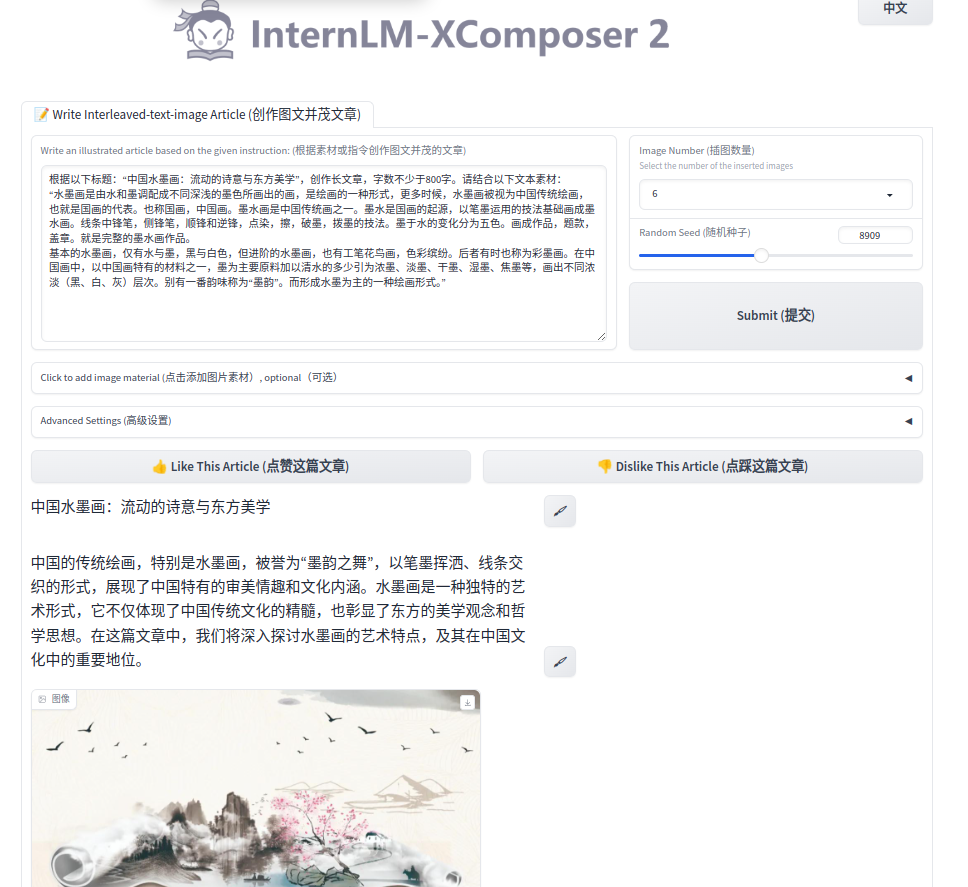 中文
InternLM-XComposer 2
📝 Write Interleaved-text-image Article (创作图文并茂文章)
Write an illustrated article based on the given instruction: (根据素材或指令创作图文并茂的文章)
根据以下标题：“中国水墨画：流动的诗意与东方美学”，创作长文章，字数不少于800字。请结合以下文本素材：
“水墨画是由水和墨调配成不同深浅的墨色所画出的画，是绘画的一种形式，更多时候，水墨画被视为中国传统绘画，
也就是国画的代表。也称国画，中国画。墨水画是中国传统画之一。墨水是国画的起源，以笔墨运用的技法基础画成墨
水画。线条中锋笔，侧锋笔，顺锋和逆锋，点染，擦，破墨，拨墨的技法。墨于水的变化分为五色。画成作品，题款，
盖章。就是完整的墨水画作品。
基本的水墨画，仅有水与墨，黑与白色，但进阶的水墨画，也有工笔花鸟画，色彩缤纷。后者有时也称为彩墨画。在中
国画中，以中国画特有的材料之一，墨为主要原料加以清水的多少引为浓墨、淡墨、干墨、湿墨、焦墨等，画出不同浓
淡（黑、白、灰）层次。别有一番韵味称为“墨韵”。而形成水墨为主的一种绘画形式。”
Image Number (插图数量)
Select the number of the inserted images
6
Random Seed (随机种子)
8909
Submit (提交)
Click to add image material (点击添加图片素材）, optional（可选）
Advanced Settings (高级设置)
👍 Like This Article (点赞这篇文章)
👎 Dislike This Article (点踩这篇文章)
中国水墨画：流动的诗意与东方美学
中国的传统绘画，特别是水墨画，被誉为“墨韵之舞”，以笔墨挥洒、线条交
织的形式，展现了中国特有的审美情趣和文化内涵。水墨画是一种独特的艺
术形式，它不仅体现了中国传统文化的精髓，也彰显了东方的美学观念和哲
学思想。在这篇文章中，我们将深入探讨水墨画的艺术特点，及其在中国文
化中的重要地位。
图像